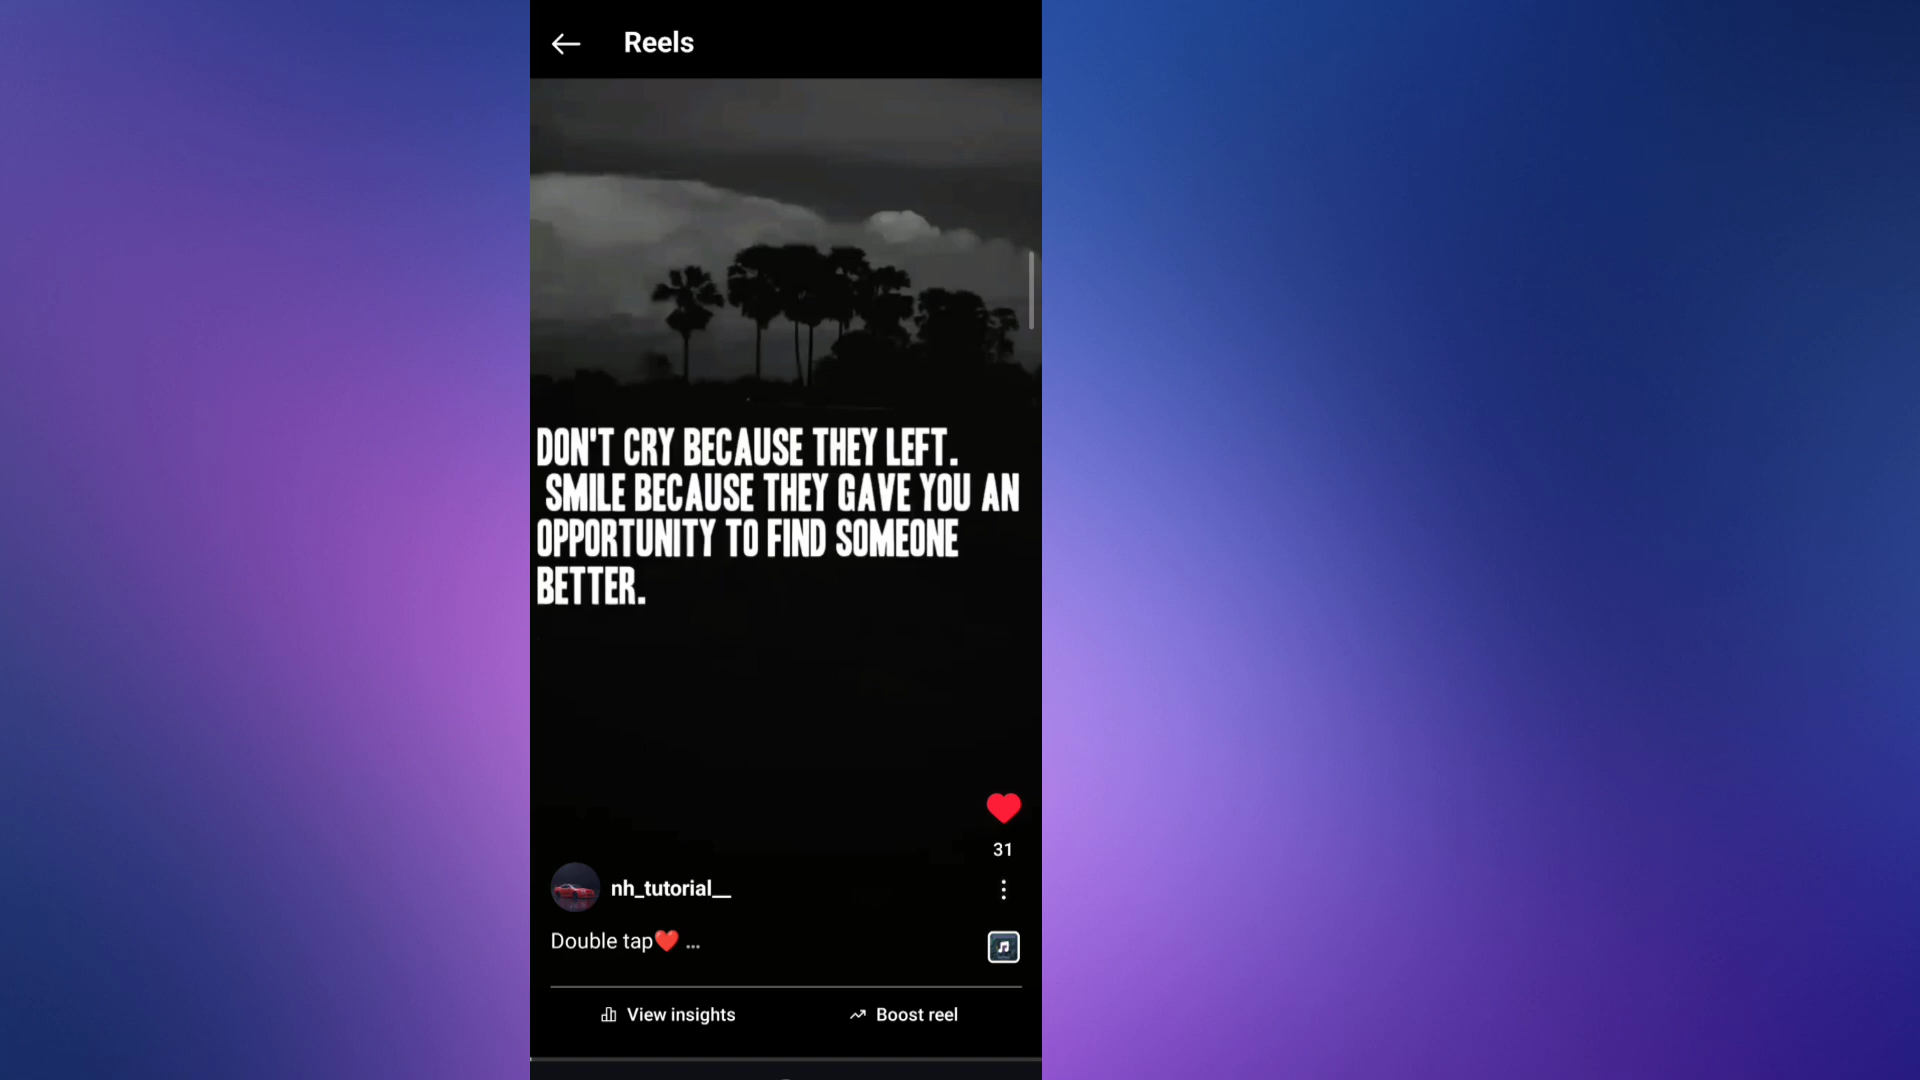 Reels
DON'T CRY BECAUSE THEY LEFT.
SMILE BECAUSE THEY GAVE YOU AN
OPPORTUNITY TO FIND SOMEONE
BETTER.
31
nh_tutorial__
Double tap❤️ ...
View insights
Boost reel